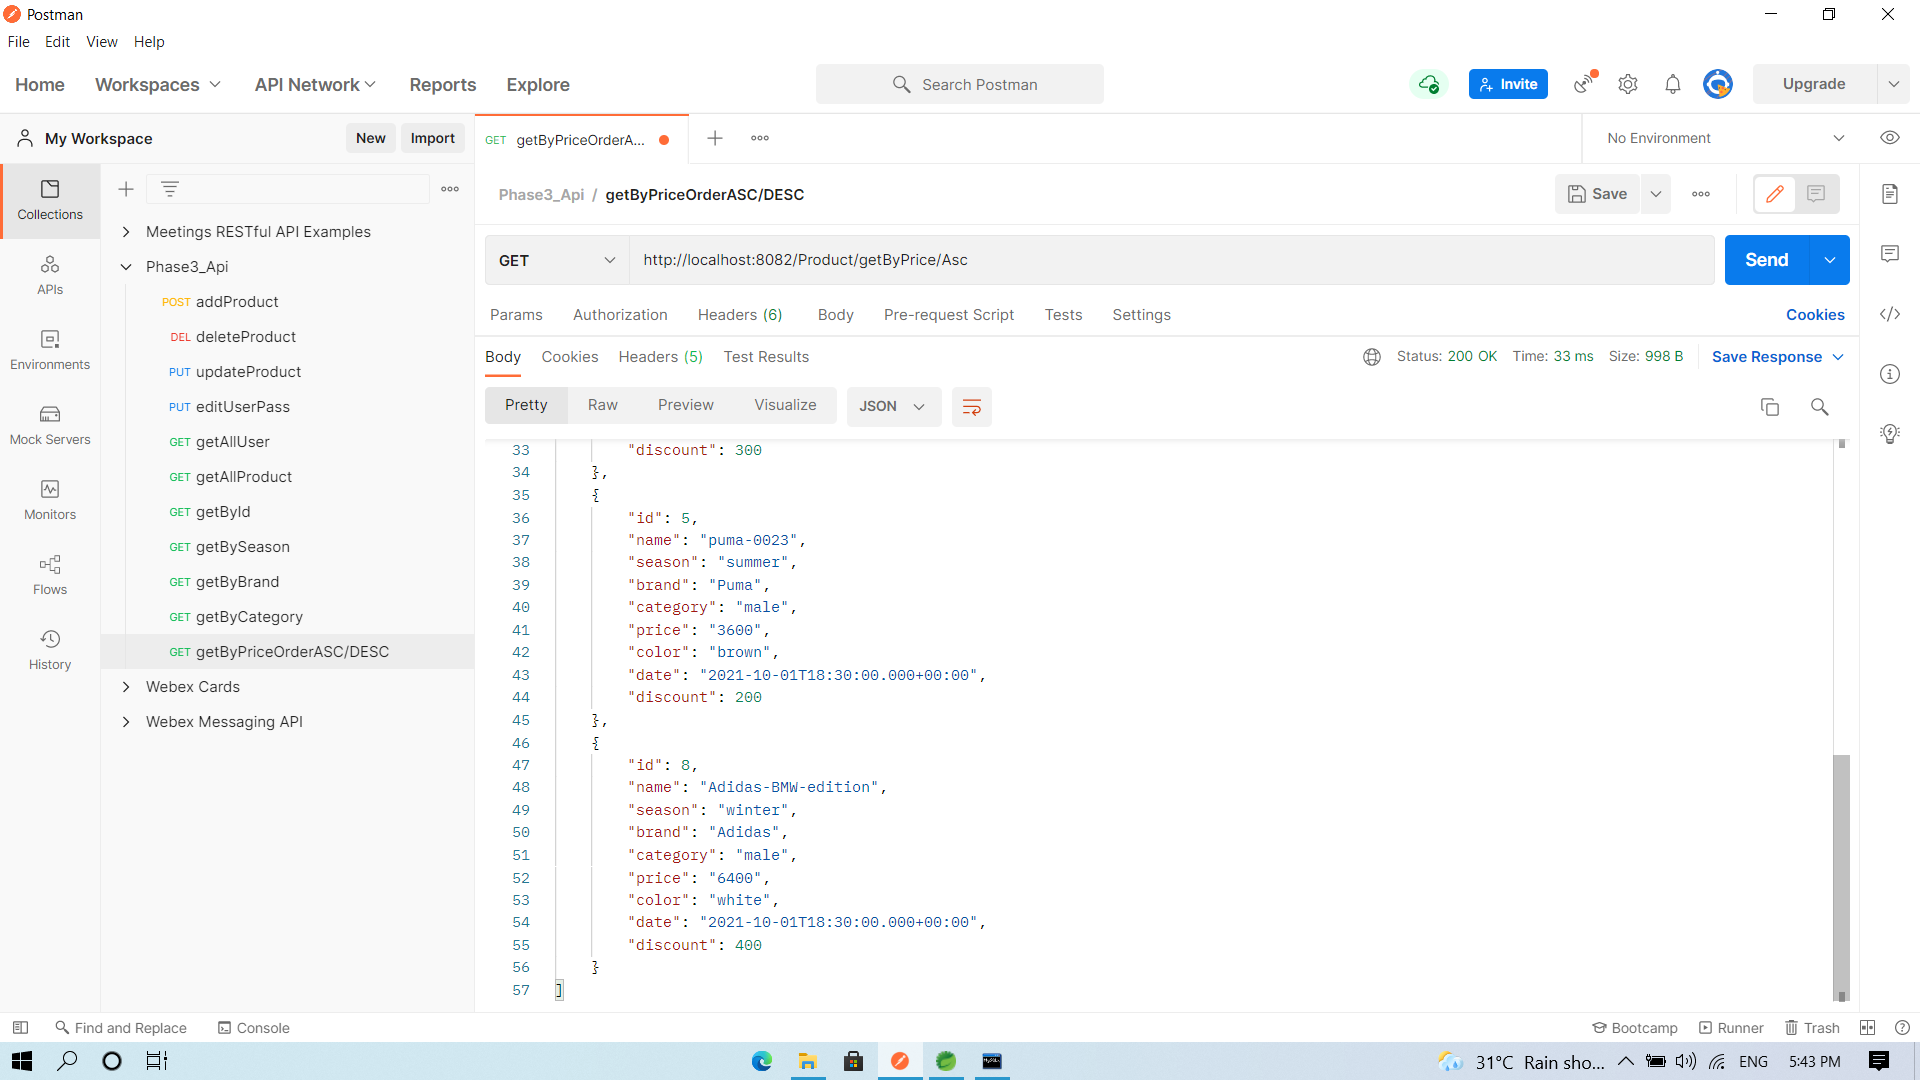 Postman
File Edit View Help
Home Workspaces API Network Reports Explore Search Postman Invite Upgrade
My Workspace New Import GET getByPriceOrderA... No Environment
Collections
APIs
Environments
Mock Servers
Monitors
Flows
History
Meetings RESTful API Examples
Phase3_Api
POST addProduct
DEL deleteProduct
PUT updateProduct
PUT editUserPass
GET getAllUser
GET getAllProduct
GET getById
GET getBySeason
GET getByBrand
GET getByCategory
GET getByPriceOrderASC/DESC
Webex Cards
Webex Messaging API
Phase3_Api / getByPriceOrderASC/DESC Save
GET http://localhost:8082/Product/getByPrice/Asc Send
Params Authorization Headers (6) Body Pre-request Script Tests Settings Cookies
Body Cookies Headers (5) Test Results Status: 200 OK Time: 33 ms Size: 998 B Save Response
Pretty Raw Preview Visualize JSON
33 "discount": 300
34 },
35 {
36 "id": 5,
37 "name": "puma-0023",
38 "season": "summer",
39 "brand": "Puma",
40 "category": "male",
41 "price": "3600",
42 "color": "brown",
43 "date": "2021-10-01T18:30:00.000+00:00",
44 "discount": 200
45 },
46 {
47 "id": 8,
48 "name": "Adidas-BMW-edition",
49 "season": "winter",
50 "brand": "Adidas",
51 "category": "male",
52 "price": "6400",
53 "color": "white",
54 "date": "2021-10-01T18:30:00.000+00:00",
55 "discount": 400
56 }
57 ]
Find and Replace Console Bootcamp Runner Trash
31°C Rain sho... ENG 5:43 PM